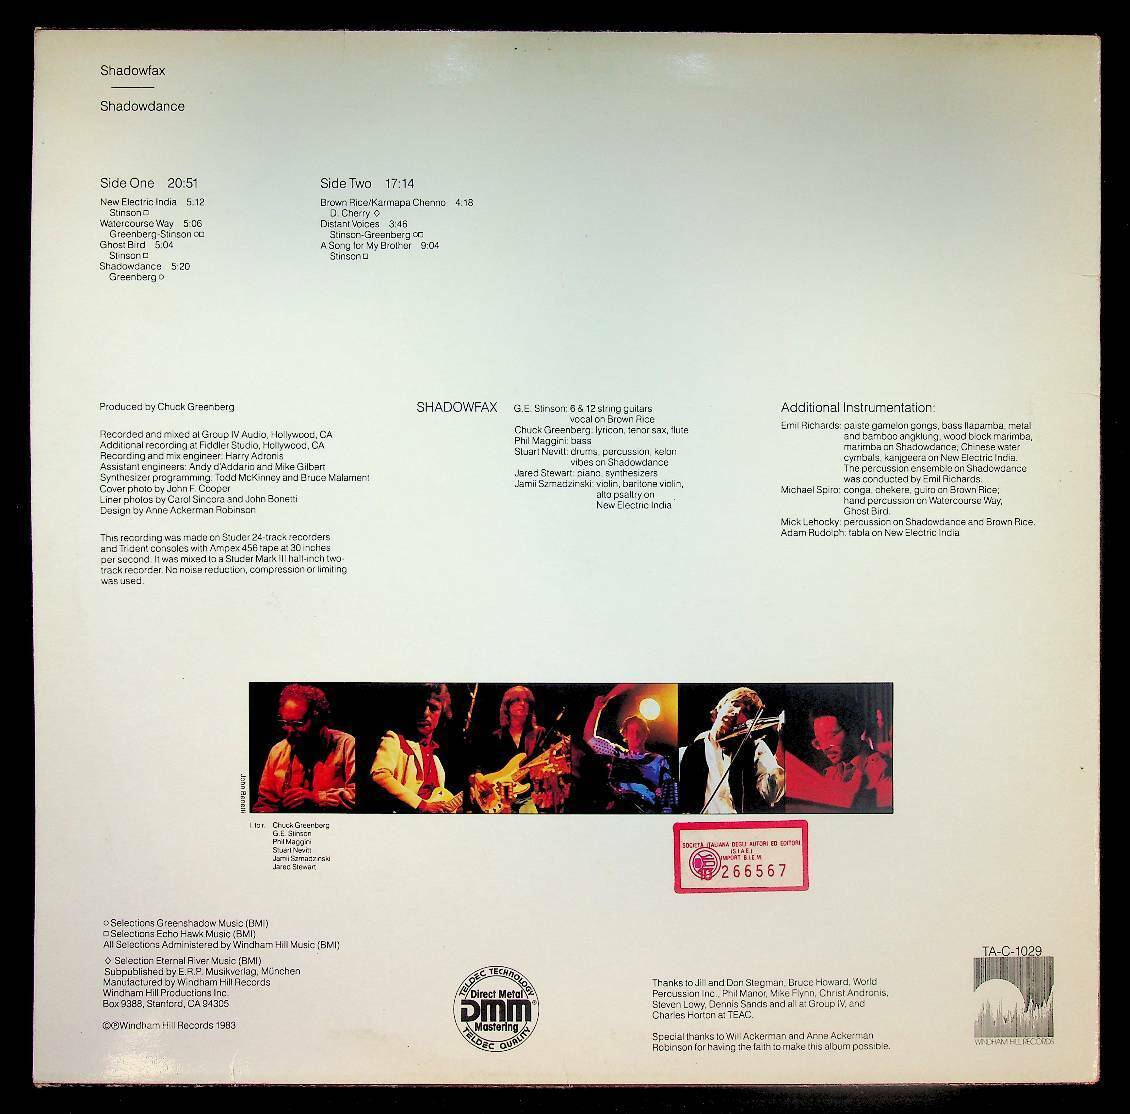 Shadowfax
Shadowdance
Side One 20:51
New Electric India 5:12
Stinson □
Watercourse Way 5:06
Greenberg-Stinson ○□
Ghost Bird 5:04
Stinson □
Shadowdance 5:20
Greenberg ○
Side Two 17:14
Brown Rice/Karmapa Chenno 4:18
D. Cherry ◇
Distant Voices 3:46
Stinson-Greenberg ○□
A Song for My Brother 9:04
Stinson □
Produced by Chuck Greenberg
Recorded and mixed at Group IV Audio, Hollywood, CA
Additional recording at Fiddler Studio, Hollywood, CA
Recording and mix engineer: Harry Adronis
Assistant engineers: Andy d'Addario and Mike Gilbert
Synthesizer programming: Todd McKinney and Bruce Malament
Cover photo by John F. Cooper
Liner photos by Carol Sincora and John Bonetti
Design by Anne Ackerman Robinson
This recording was made on Studer 24-track recorders
and Trident consoles with Ampex 456 tape at 30 inches
per second. It was mixed to a Studer Mark III half-inch two-
track recorder. No noise reduction, compression or limiting
was used.
SHADOWFAX
G.E. Stinson: 6 & 12 string guitars
vocal on Brown Rice
Chuck Greenberg: lyricon, tenor sax, flute
Phil Maggini: bass
Stuart Nevitt: drums, percussion, kelon
vibes on Shadowdance
Jared Stewart: piano, synthesizers
Jamii Szmadzinski: violin, baritone violin,
alto psaltry on
New Electric India
Additional Instrumentation:
Emil Richards: paiste gamelon gongs, bass flapamba, metal
and bamboo angklung, wood block marimba,
marimba on Shadowdance; Chinese water
cymbals, kanjeera on New Electric India.
The percussion ensemble on Shadowdance
was conducted by Emil Richards.
Michael Spiro: conga, chekere, guiro on Brown Rice;
hand percussion on Watercourse Way,
Ghost Bird.
Mick Lehocky: percussion on Shadowdance and Brown Rice.
Adam Rudolph: tabla on New Electric India
John Bonetti
l. to r. Chuck Greenberg
G.E. Stinson
Phil Maggini
Stuart Nevitt
Jamii Szmadzinski
Jared Stewart
SOCIETÀ ITALIANA DEGLI AUTORI ED EDITORI
(S.I.A.E.)
IMPORT B.I.E.M.
266567
○ Selections Greenshadow Music (BMI)
□ Selections Echo Hawk Music (BMI)
All Selections Administered by Windham Hill Music (BMI)
◇ Selection Eternal River Music (BMI)
Subpublished by E.R.P. Musikverlag, München
Manufactured by Windham Hill Records
Windham Hill Productions Inc.
Box 9388, Stanford, CA 94305
©℗Windham Hill Records 1983
TELDEC TECHNOLOGY
Direct Metal
DMM®
Mastering
TELDEC QUALITY
Thanks to Jill and Don Stegman, Bruce Howard, World
Percussion Inc., Phil Manor, Mike Flynn, Christ Andronis,
Steven Lowy, Dennis Sands and all at Group IV, and
Charles Horton at TEAC.
Special thanks to Will Ackerman and Anne Ackerman
Robinson for having the faith to make this album possible.
TA-C-1029
WINDHAM HILL RECORDS